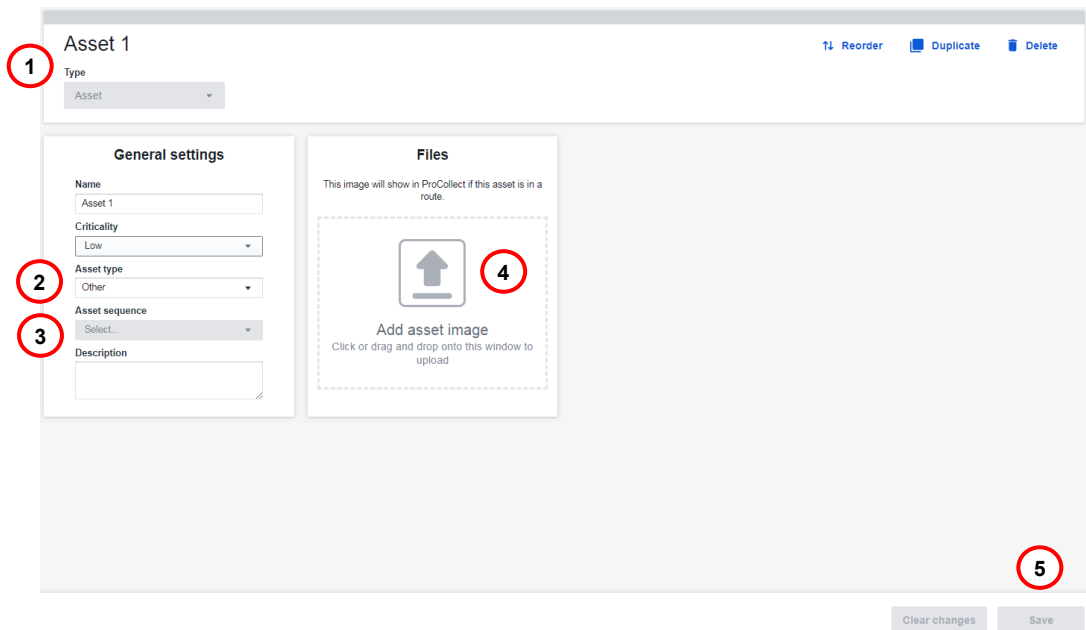 Asset 1
Reorder
Duplicate
Delete
1
Type
Asset
General settings
Name
Asset 1
Criticality
Low
2
Asset type
Other
Asset sequence
3
Select...
Description
Files
This image will show in ProCollect if this asset is in a
route.
4
Add asset image
Click or drag and drop onto this window to
upload
5
Clear changes
Save